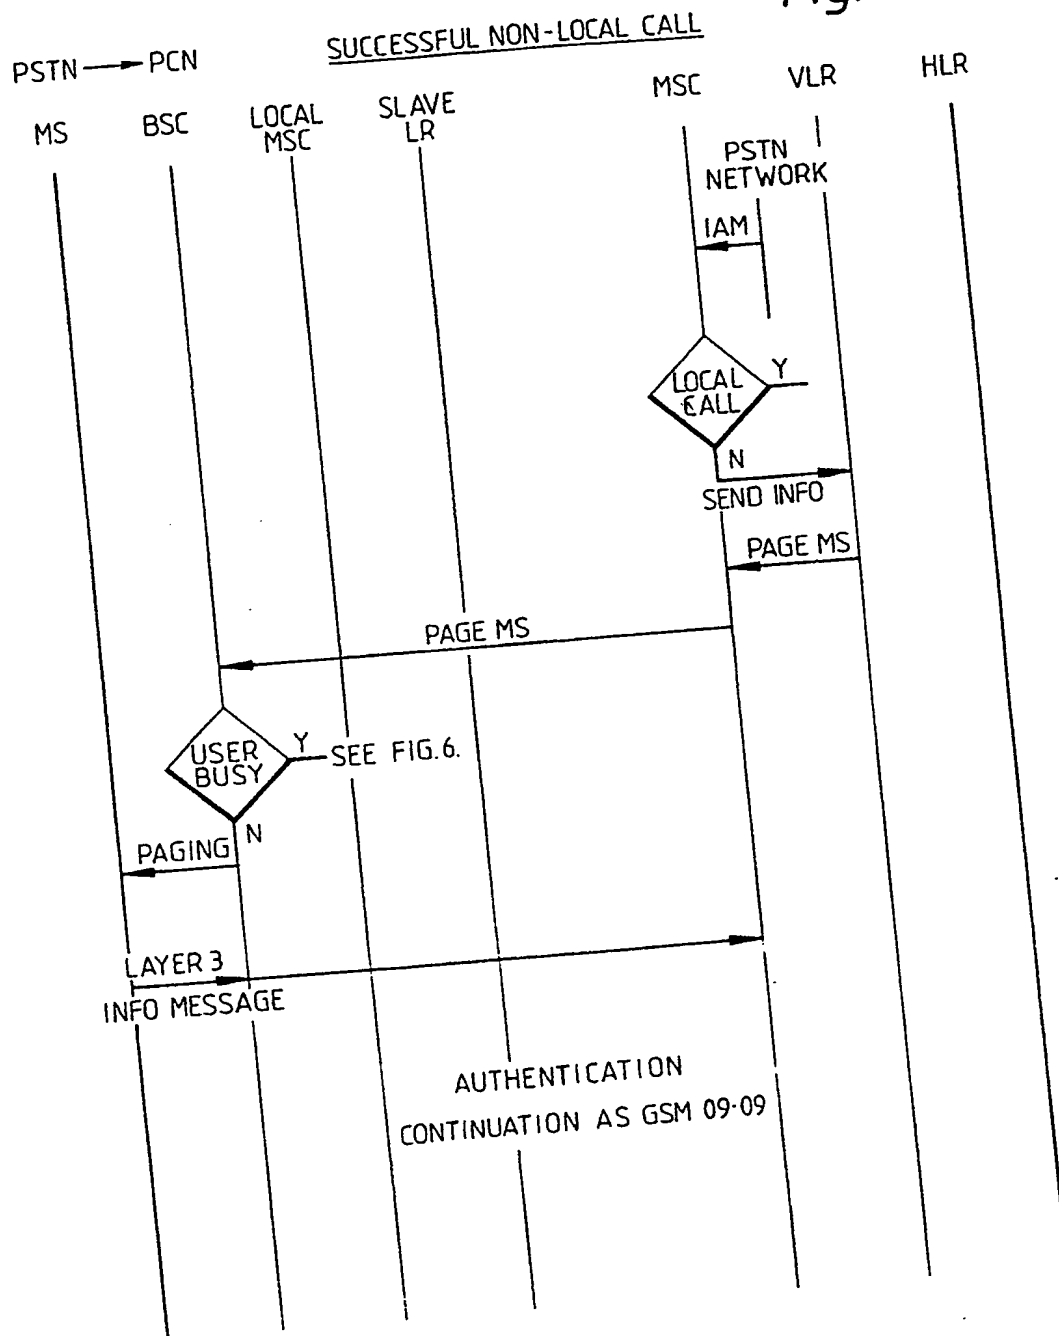 Fig.
SUCCESSFUL NON-LOCAL CALL
PSTN → PCN
MS
BSC
LOCAL
MSC
SLAVE
LR
MSC
VLR
HLR
PSTN
NETWORK
IAM
LOCAL
CALL
Y
N
SEND INFO
PAGE MS
PAGE MS
USER
BUSY
Y
SEE FIG.6.
N
PAGING
LAYER 3
INFO MESSAGE
AUTHENTICATION
CONTINUATION AS GSM 09·09